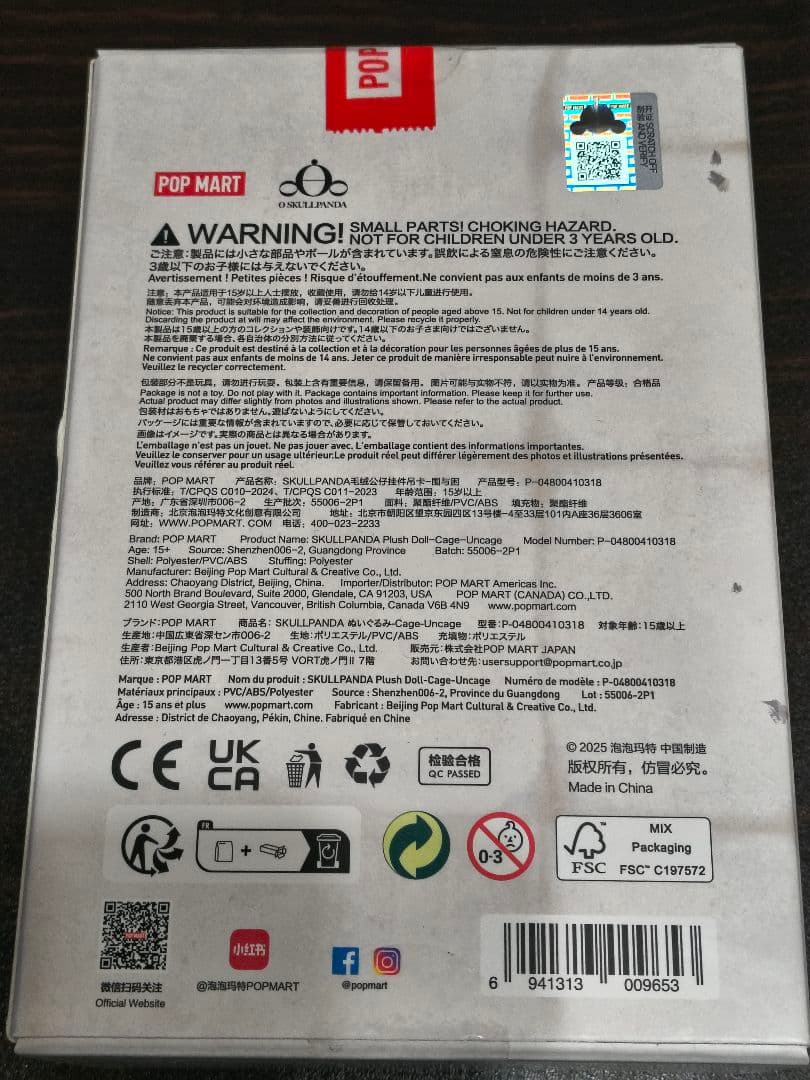 POP
开涂层 SCRATCH OFF
制验 AND VERIFY
POP MART
O SKULLPANDA
WARNING! SMALL PARTS! CHOKING HAZARD.
NOT FOR CHILDREN UNDER 3 YEARS OLD.
ご注意:製品には小さな部品やボールが含まれています。誤飲による窒息の危険性にご注意ください。
3歳以下のお子様には与えないでください。
Avertissement ! Petites pièces ! Risque d'étouffement.Ne convient pas aux enfants de moins de 3 ans.
注意: 本产品适用于15岁以上人士摆放，收藏使用，请勿给14岁以下儿童进行使用。
随意丢弃本产品，可能会对环境造成影响，请妥善进行回收处理。
Notice: This product is suitable for the collection and decoration of people aged above 15. Not for children under 14 years old.
Discarding the product at will may affect the environment. Please recycle it properly.
本製品は15歳以上の方のコレクションや装飾向けです。14歳以下のお子さま向けではございません。
本製品を廃棄する場合、各自治体の分別方法に従ってください。
Remarque : Ce produit est destiné à la collection et à la décoration pour les personnes âgées de plus de 15 ans.
Ne convient pas aux enfants de moins de 14 ans. Jeter ce produit de manière irresponsable peut nuire à l'environnement.
Veuillez le recycler correctement.
包装部分不是玩具，请勿进行玩耍。包装上含有重要信息，请保留备用。 图片可能与实物不符，请以实物为准。 产品等级：合格品
Package is not a toy. Do not play with it. Package contains important information. Please keep it for further use.
Actual product may differ slightly from photos and illustrations shown. Please refer to the actual product.
包装材はおもちゃではありません。遊ばないようにしてください。
パッケージには重要な情報が含まれていますので、必要に応じて保管しておいてください。
画像はイメージです。実際の商品とは異なる場合があります。
L'emballage n'est pas un jouet. Ne pas jouer avec. L'emballage contient des informations importantes.
Veuillez le conserver pour un usage ultérieur.Le produit réel peut différer légèrement des photos et illustrations présentées.
Veuillez vous référer au produit réel.
品牌: POP MART 产品名称: SKULLPANDA毛绒公仔挂件吊卡-围与困 产品型号: P-04800410318
执行标准: T/CPQS C010-2024、T/CPQS C011-2023 年龄范围: 15岁以上
产地: 广东省深圳市006-2 生产批次: 55006-2P1 面料: 聚酯纤维/PVC/ABS 填充物: 聚酯纤维
制造商: 北京泡泡玛特文化创意有限公司 地址: 北京市朝阳区望京东园四区13号楼-4至33层101内A座36层3606室
网址: WWW.POPMART. COM 电话: 400-023-2233
Brand: POP MART Product Name: SKULLPANDA Plush Doll-Cage-Uncage Model Number: P-04800410318
Age: 15+ Source: Shenzhen006-2, Guangdong Province Batch: 55006-2P1
Shell: Polyester/PVC/ABS Stuffing: Polyester
Manufacturer: Beijing Pop Mart Cultural & Creative Co., Ltd.
Address: Chaoyang District, Beijing, China. Importer/Distributor: POP MART Americas Inc.
500 North Brand Boulevard, Suite 2000, Glendale, CA 91203, USA POP MART (CANADA) CO.,LTD.
2110 West Georgia Street, Vancouver, British Columbia, Canada V6B 4N9 www.popmart.com
ブランド:POP MART 商品名: SKULLPANDA ぬいぐるみ-Cage-Uncage 型番: P-04800410318 対象年齢:15歳以上
生産地:中国広東省深セン市006-2 生地:ポリエステル/PVC/ABS 充填物:ポリエステル
生産者:Beijing Pop Mart Cultural & Creative Co., Ltd. 販売元:株式会社POP MART JAPAN
住所:東京都港区虎ノ門一丁目13番5号 VORT虎ノ門II 7階 お問い合わせ先:usersupport@popmart.co.jp
Marque : POP MART Nom du produit : SKULLPANDA Plush Doll-Cage-Uncage Numéro de modèle : P-04800410318
Matériaux principaux : PVC/ABS/Polyester Source : Shenzhen006-2, Province du Guangdong Lot : 55006-2P1
Âge : 15 ans et plus www.popmart.com Fabricant : Beijing Pop Mart Cultural & Creative Co., Ltd.
Adresse : District de Chaoyang, Pékin, Chine. Fabriqué en Chine
CE
UK
CA
检验合格
QC PASSED
© 2025 泡泡玛特 中国制造
版权所有，仿冒必究。
Made in China
FR
+
0-3
FSC
MIX
Packaging
FSC™ C197572
POP MART
小红书
微信扫码关注
Official Website
@泡泡玛特POPMART
@popmart
6 941313 009653